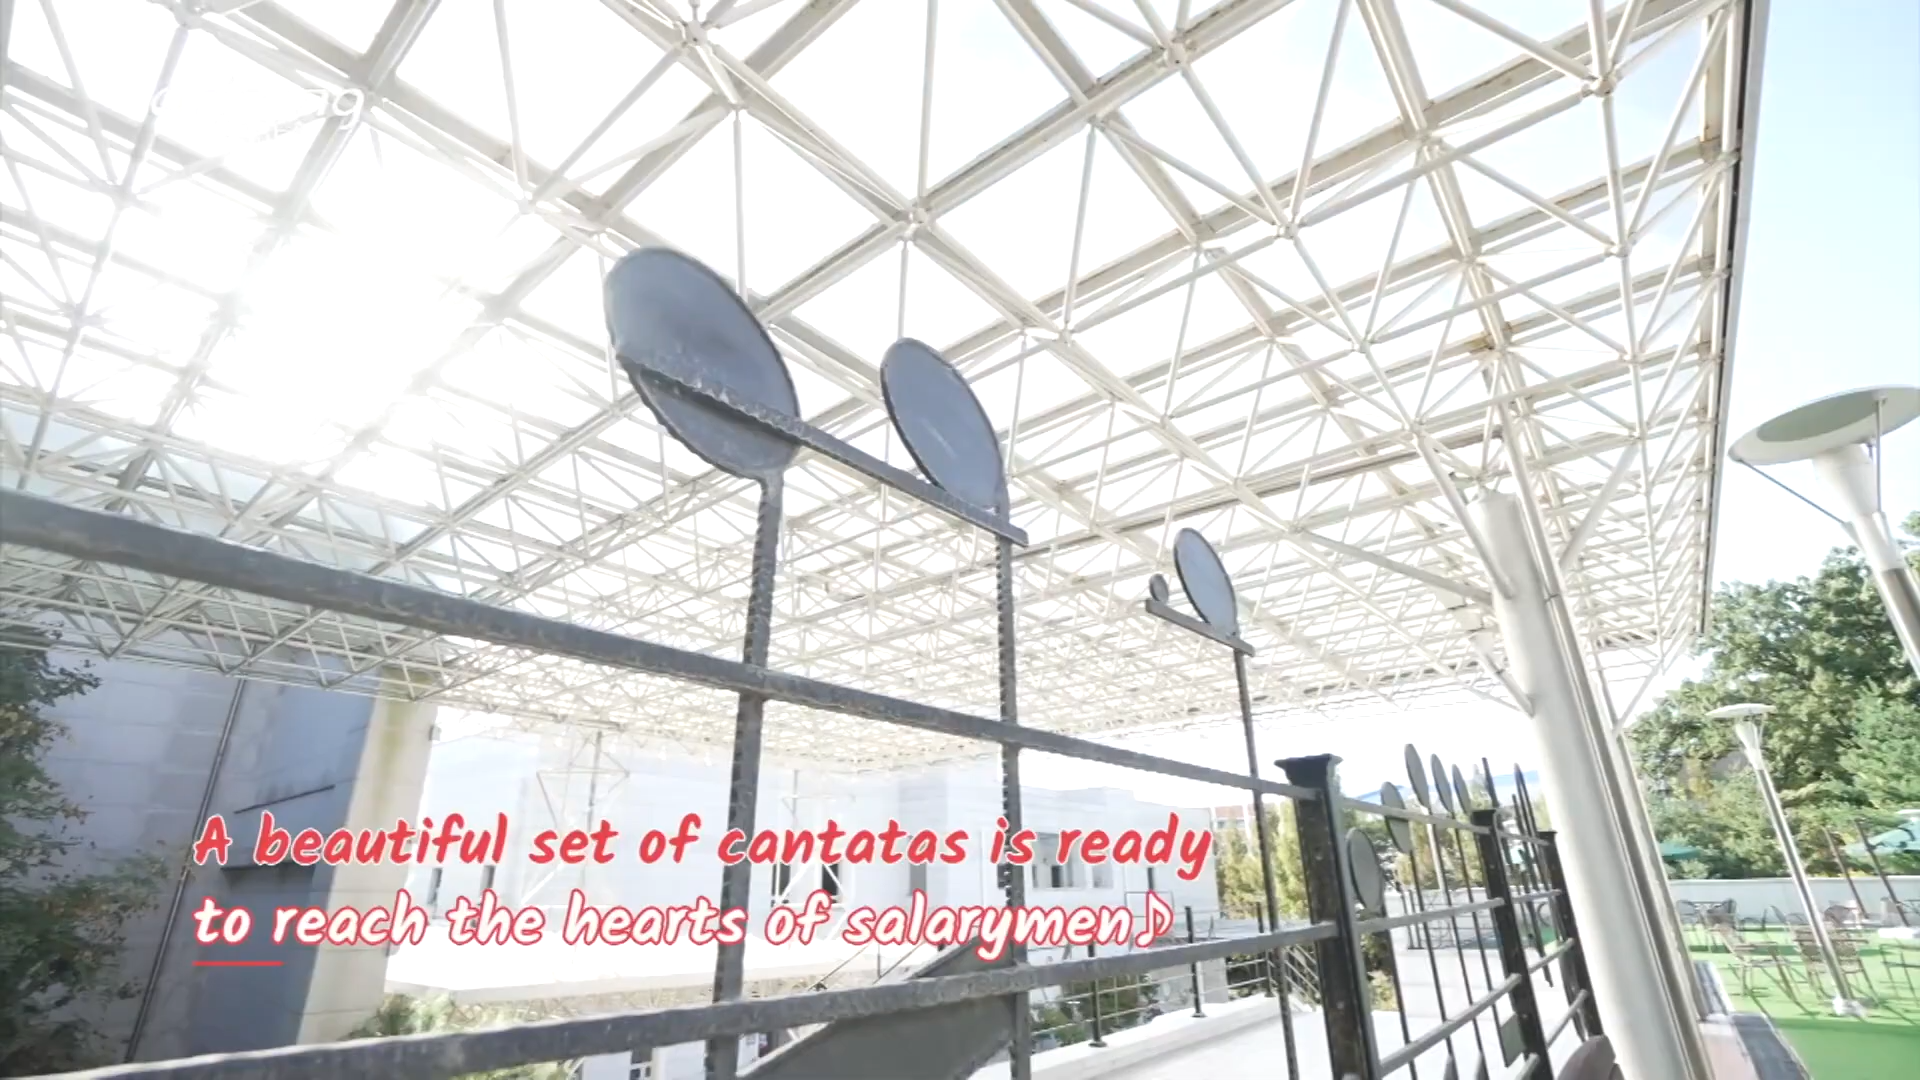 A beautiful set of cantatas is ready
to reach the hearts of salarymen♪